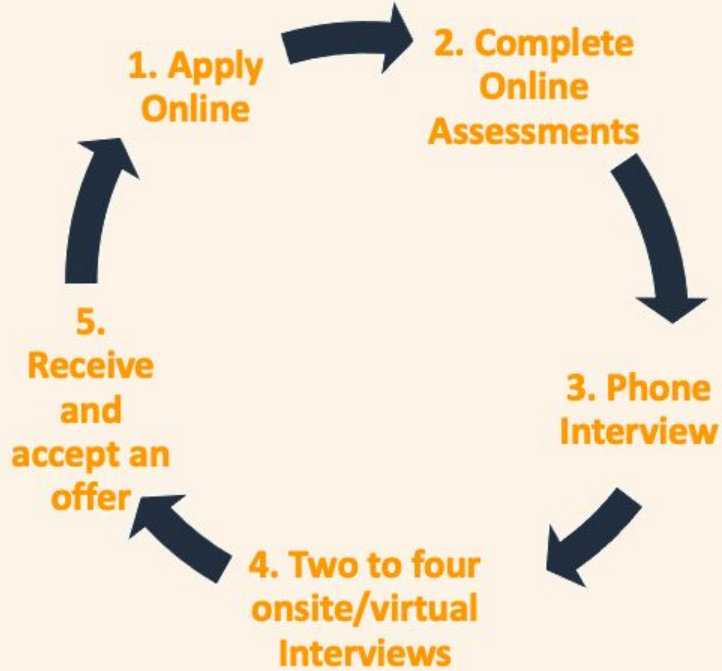 1. Apply
Online
2. Complete
Online
Assessments
3. Phone
Interview
4. Two to four
onsite/virtual
Interviews
5.
Receive
and
accept an
offer